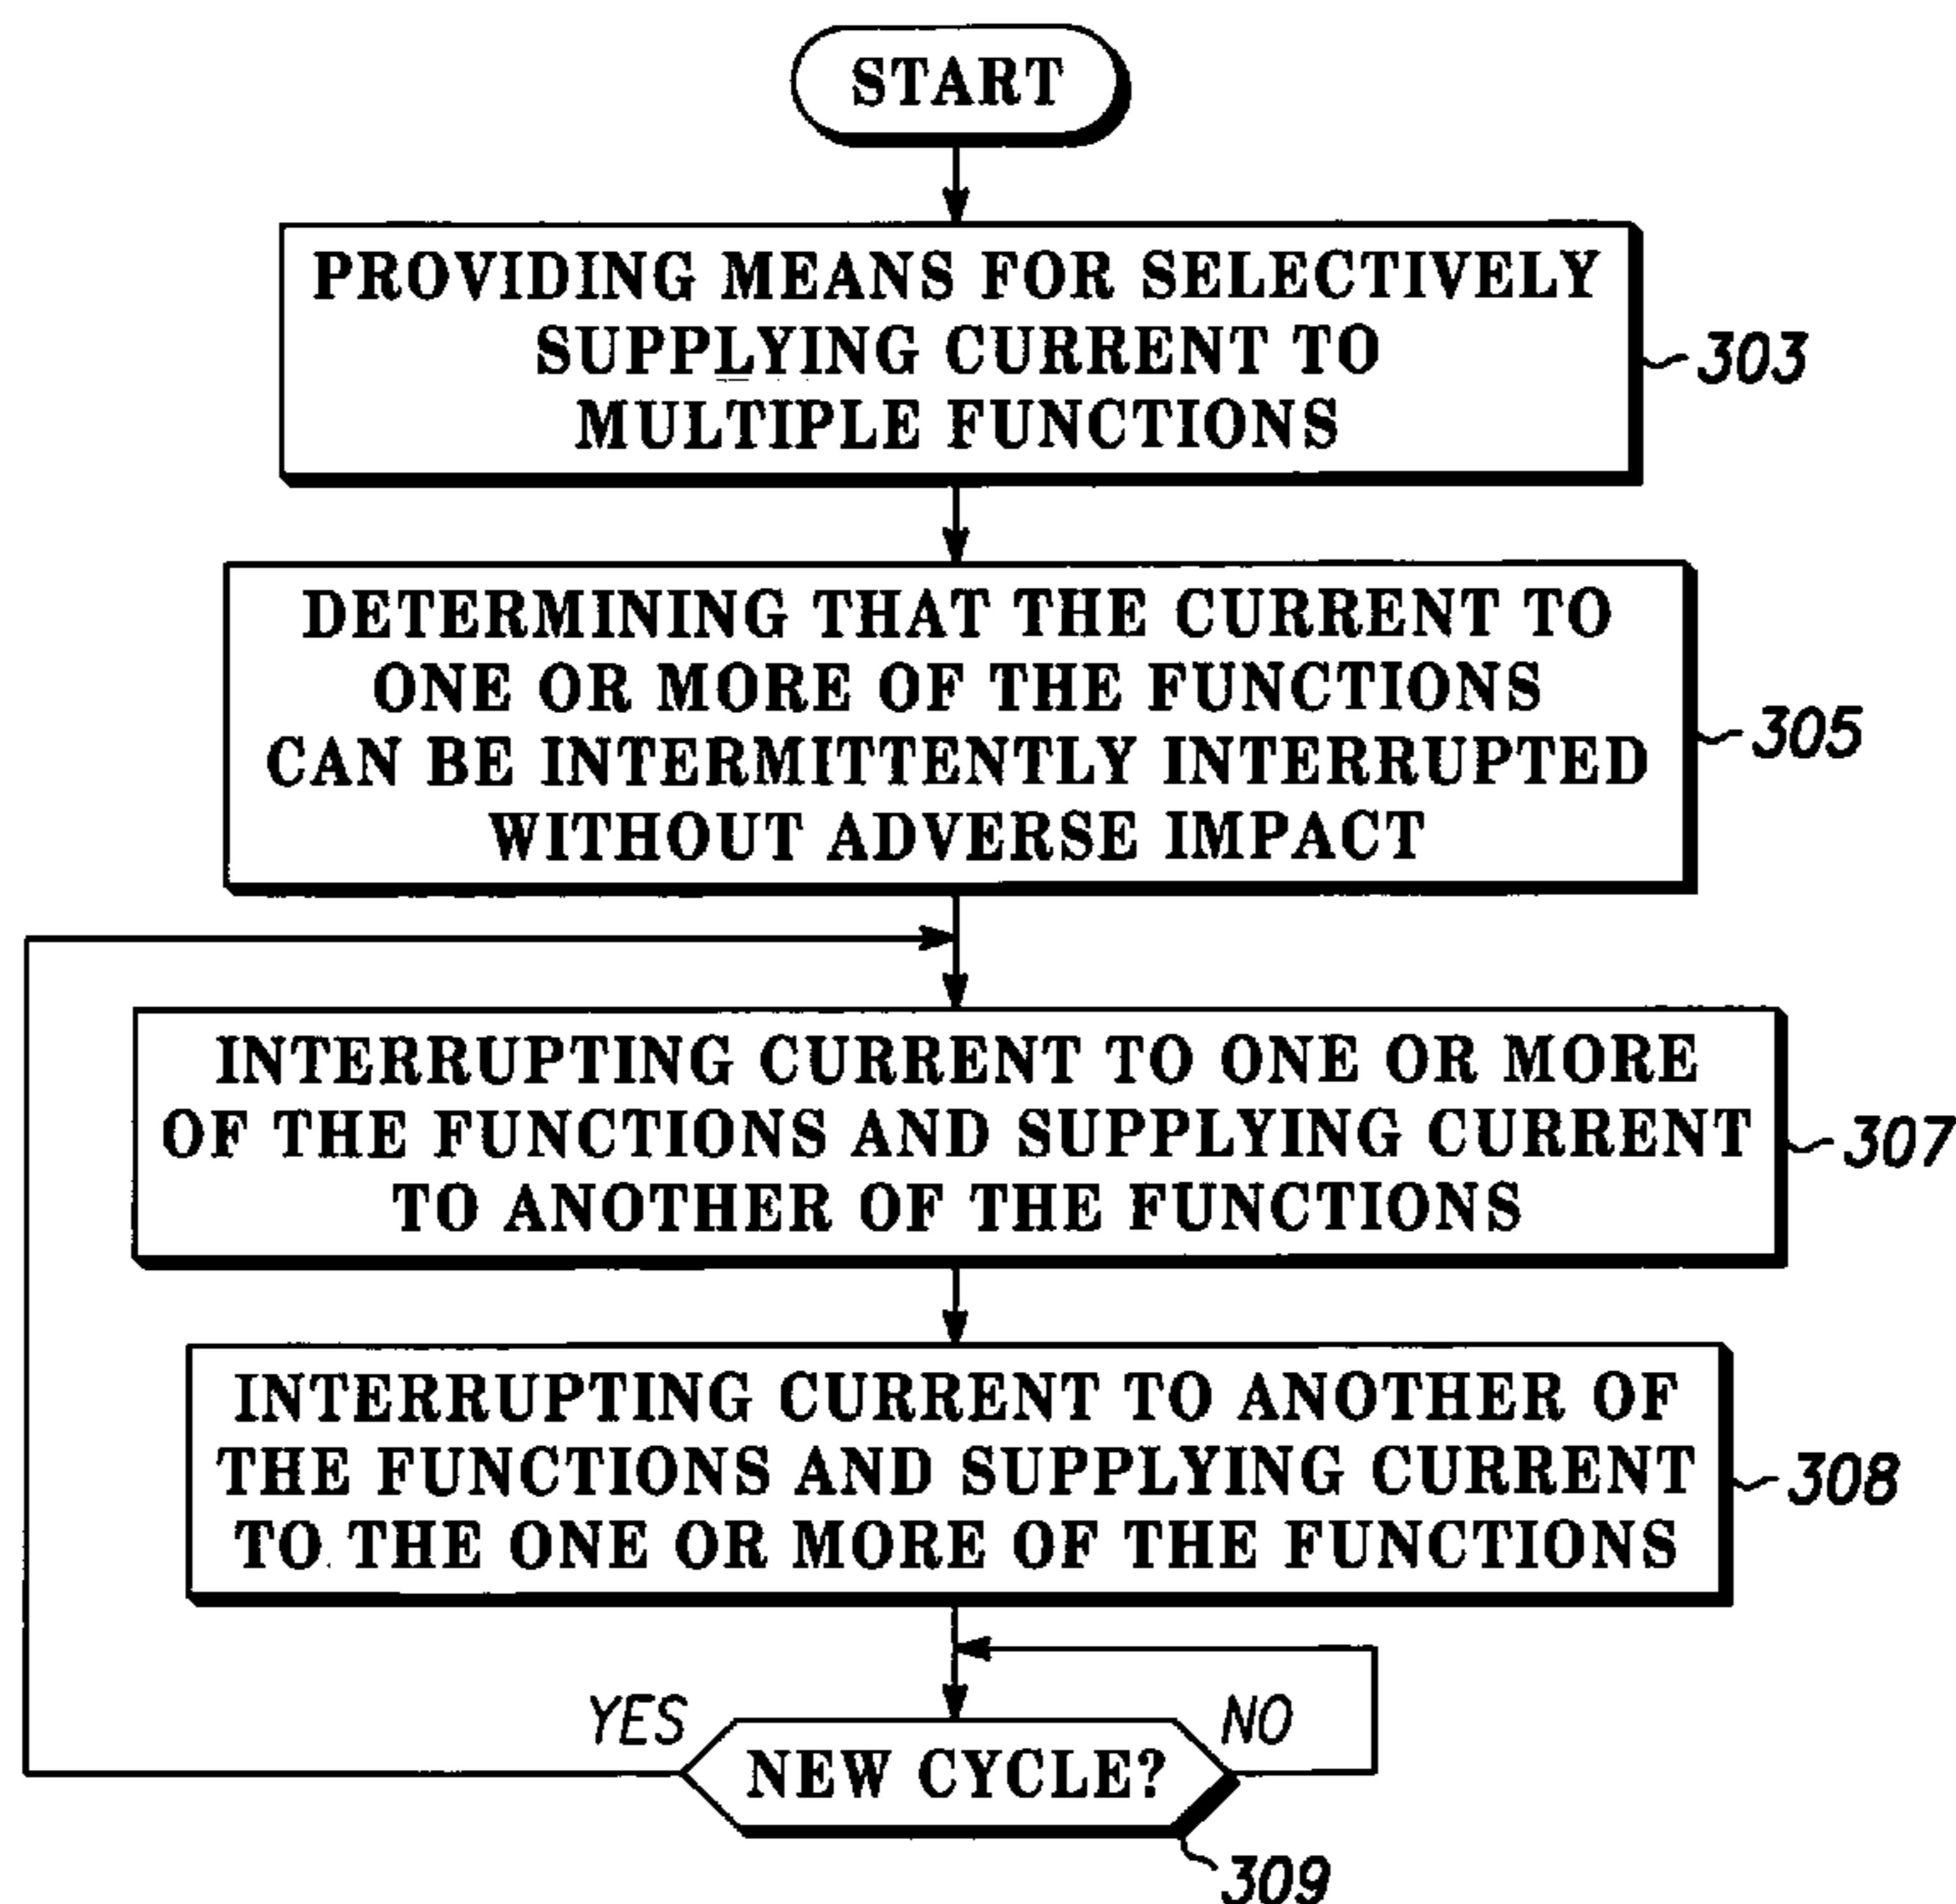 START
PROVIDING MEANS FOR SELECTIVELY
SUPPLYING CURRENT TO
MULTIPLE FUNCTIONS
303
DETERMINING THAT THE CURRENT TO
ONE OR MORE OF THE FUNCTIONS
CAN BE INTERMITTENTLY INTERRUPTED
WITHOUT ADVERSE IMPACT
305
INTERRUPTING CURRENT TO ONE OR MORE
OF THE FUNCTIONS AND SUPPLYING CURRENT
TO ANOTHER OF THE FUNCTIONS
307
INTERRUPTING CURRENT TO ANOTHER OF
THE FUNCTIONS AND SUPPLYING CURRENT
TO THE ONE OR MORE OF THE FUNCTIONS
308
YES
NO
NEW CYCLE?
309